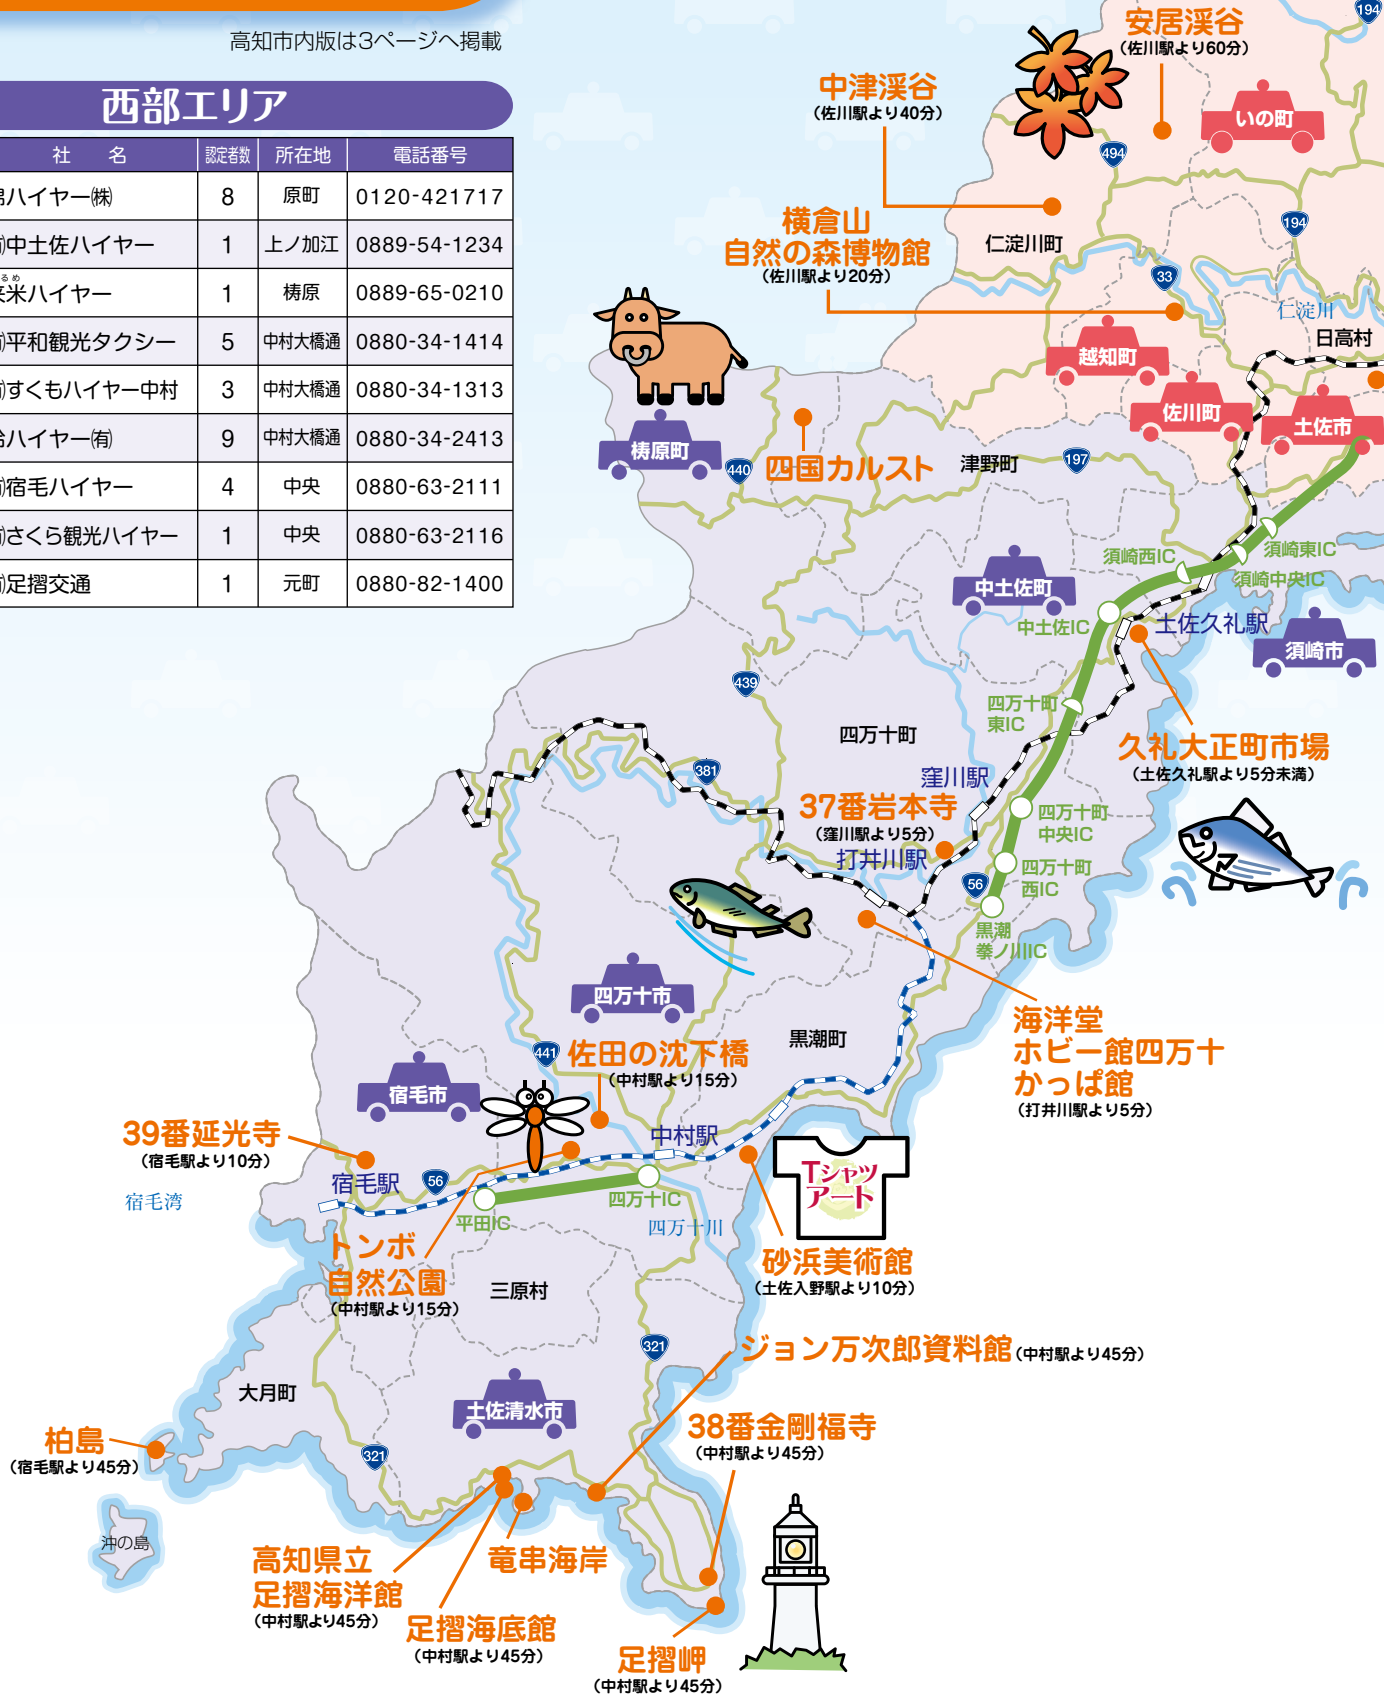 高知市内版は3ページへ掲載
西部エリア
社 名 認定者数 所在地 電話番号
ハイヤー㈱ 8 原町 0120-421717
中土佐ハイヤー 1 上ノ加江 0889-54-1234
るめ
米ハイヤー 1 梼原 0889-65-0210
平和観光タクシー 5 中村大橋通 0880-34-1414
すくもハイヤー中村 3 中村大橋通 0880-34-1313
ハイヤー㈲ 9 中村大橋通 0880-34-2413
宿毛ハイヤー 4 中央 0880-63-2111
さくら観光ハイヤー 1 中央 0880-63-2116
足摺交通 1 元町 0880-82-1400
194
安居渓谷
(佐川駅より60分)
中津渓谷
(佐川駅より40分)
いの町
494
横倉山
自然の森博物館
(佐川駅より20分)
仁淀川町
194
33
仁淀川
日高村
越知町
佐川町
土佐市
梼原町
440
四国カルスト
津野町
197
須崎西IC
須崎東IC
須崎中央IC
中土佐町
中土佐IC
土佐久礼駅
須崎市
439
四万十町
東IC
四万十町
久礼大正町市場
(土佐久礼駅より5分未満)
381
窪川駅
37番岩本寺
(窪川駅より5分)
四万十町
中央IC
打井川駅
56
四万十町
西IC
黒潮
拳ノ川IC
四万十市
海洋堂
ホビー館四万十
かっぱ館
(打井川駅より5分)
黒潮町
441
佐田の沈下橋
(中村駅より15分)
宿毛市
39番延光寺
(宿毛駅より10分)
中村駅
Tシャツ
アート
宿毛湾
宿毛駅
56
平田IC
四万十IC
四万十川
トンボ
自然公園
(中村駅より15分)
砂浜美術館
(土佐入野駅より10分)
三原村
321
ジョン万次郎資料館(中村駅より45分)
大月町
土佐清水市
38番金剛福寺
(中村駅より45分)
柏島
(宿毛駅より45分)
321
沖の島
高知県立
足摺海洋館
(中村駅より45分)
竜串海岸
足摺海底館
(中村駅より45分)
足摺岬
(中村駅より45分)